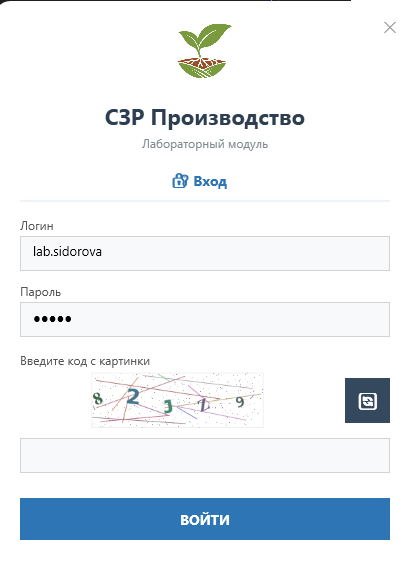 СЗР Производство
Лабораторный модуль
Вход
Логин
lab.sidorova
Пароль
•••••
Введите код с картинки
ВОЙТИ